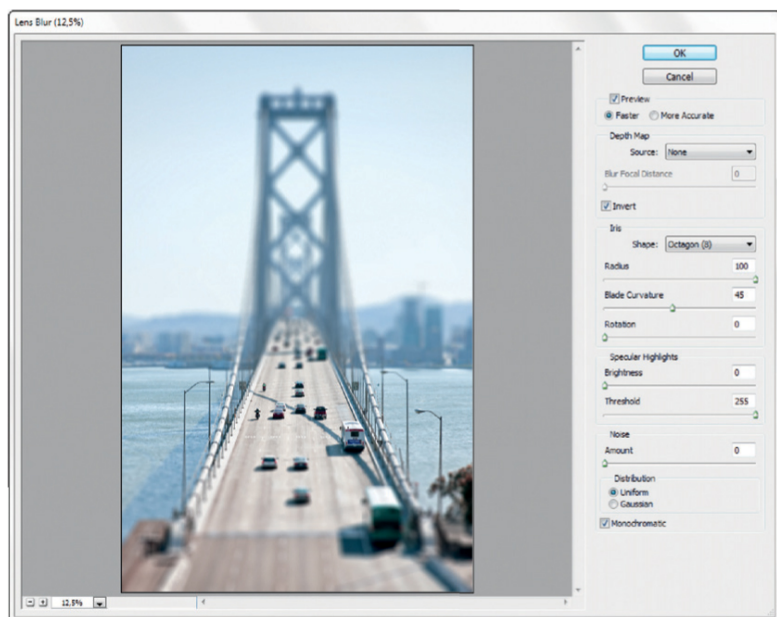 Lens Blur (12,5%)
OK
Cancel
Preview
Faster More Accurate
Depth Map
Source: None
Blur Focal Distance 0
Invert
Iris
Shape: Octagon (8)
Radius 100
Blade Curvature 45
Rotation 0
Specular Highlights
Brightness 0
Threshold 255
Noise
Amount 0
Distribution
Uniform
Gaussian
Monochromatic
12,5%